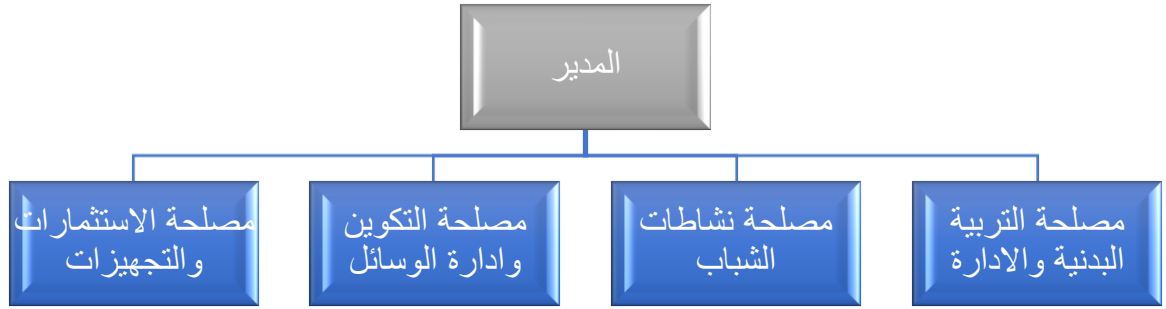 المدير
مصلحة التربية
البدنية والادارة
مصلحة نشاطات
الشباب
مصلحة التكوين
وادارة الوسائل
مصلحة الاستثمارات
والتجهيزات